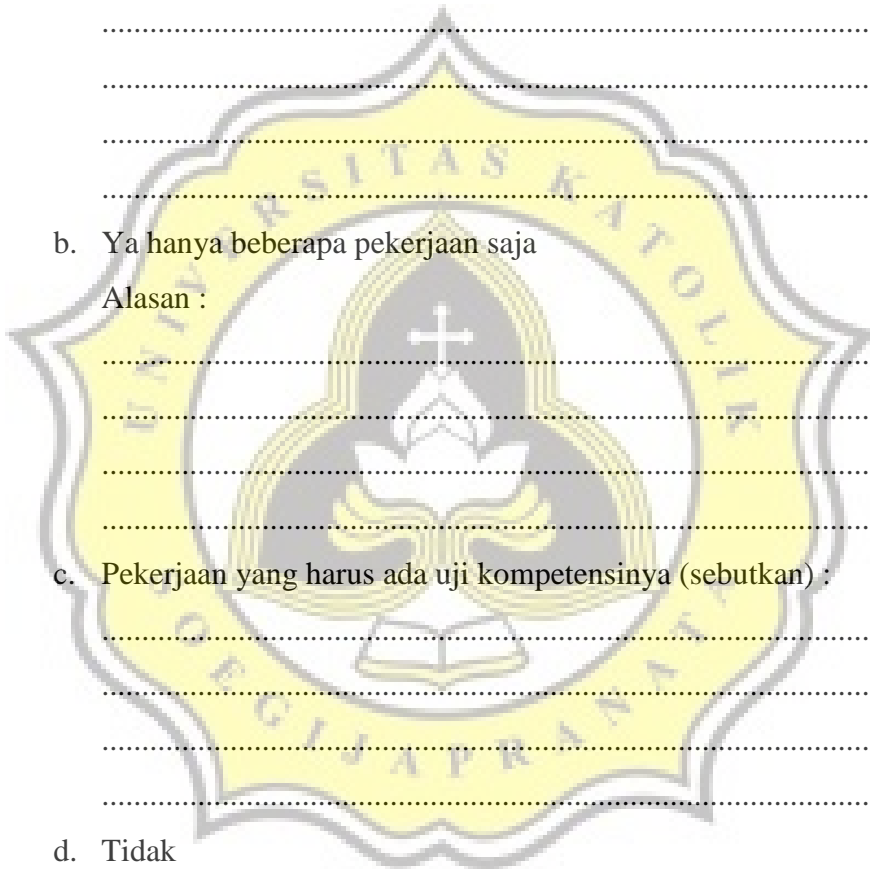 ................................................................................
................................................................................
................................................................................
................................................................................
b. Ya hanya beberapa pekerjaan saja
Alasan :
................................................................................
................................................................................
................................................................................
................................................................................
c. Pekerjaan yang harus ada uji kompetensinya (sebutkan) :
................................................................................
................................................................................
................................................................................
................................................................................
d. Tidak
UNIVERSITAS KATOLIK
SOEGIJAPRANATA